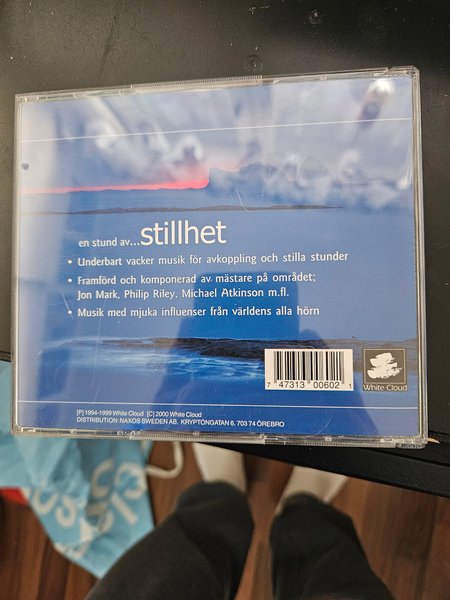 en stund av...stillhet
• Underbart vacker musik för avkoppling och stilla stunder
• Framförd och komponerad av mästare på området;
Jon Mark, Philip Riley, Michael Atkinson m.fl.
• Musik med mjuka influenser från världens alla hörn
7 47313 00602 1
White Cloud
[P] 1994-1999 White Cloud [C] 2000 White Cloud
DISTRIBUTION: NAXOS SWEDEN AB, KRYPTONGATAN 6, 703 74 ÖREBRO